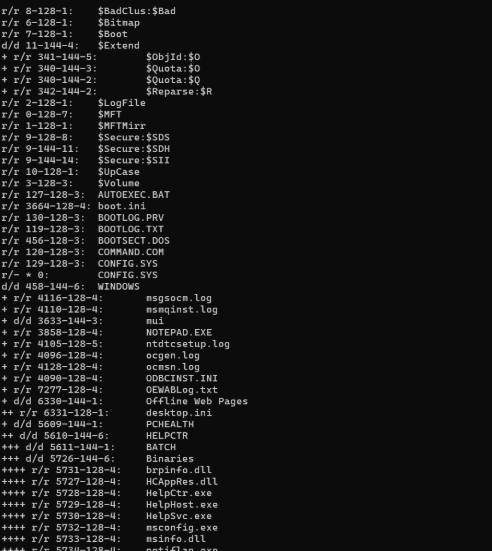 r/r 8-128-1: $BadClus:$Bad
r/r 6-128-1: $Bitmap
r/r 7-128-1: $Boot
d/d 11-144-4: $Extend
+ r/r 341-144-5: $ObjId:$O
+ r/r 340-144-3: $Quota:$O
+ r/r 340-144-2: $Quota:$Q
+ r/r 342-144-2: $Reparse:$R
r/r 2-128-1: $LogFile
r/r 0-128-7: $MFT
r/r 1-128-1: $MFTMirr
r/r 9-128-8: $Secure:$SDS
r/r 9-144-11: $Secure:$SDH
r/r 9-144-14: $Secure:$SII
r/r 10-128-1: $UpCase
r/r 3-128-3: $Volume
r/r 127-128-3: AUTOEXEC.BAT
r/r 3664-128-4: boot.ini
r/r 130-128-3: BOOTLOG.PRV
r/r 119-128-3: BOOTLOG.TXT
r/r 456-128-3: BOOTSECT.DOS
r/r 120-128-3: COMMAND.COM
r/r 129-128-3: CONFIG.SYS
r/- * 0: CONFIG.SYS
d/d 458-144-6: WINDOWS
+ r/r 4116-128-4: msgsocm.log
+ r/r 4110-128-4: msmqinst.log
+ d/d 3633-144-3: mui
+ r/r 3858-128-4: NOTEPAD.EXE
+ r/r 4105-128-5: ntdtcsetup.log
+ r/r 4096-128-4: ocgen.log
+ r/r 4128-128-4: ocmsn.log
+ r/r 4090-128-4: ODBCINST.INI
+ r/r 7277-128-4: OEWABLog.txt
+ d/d 6330-144-1: Offline Web Pages
++ r/r 6331-128-1: desktop.ini
+ d/d 5609-144-1: PCHEALTH
++ d/d 5610-144-6: HELPCTR
+++ d/d 5611-144-1: BATCH
+++ d/d 5726-144-6: Binaries
++++ r/r 5731-128-4: brpinfo.dll
++++ r/r 5727-128-4: HCAppRes.dll
++++ r/r 5728-128-4: HelpCtr.exe
++++ r/r 5729-128-4: HelpHost.exe
++++ r/r 5730-128-4: HelpSvc.exe
++++ r/r 5732-128-4: msconfig.exe
++++ r/r 5733-128-4: msinfo.dll
++++ r/r 5734-128-4: notiflag.exe